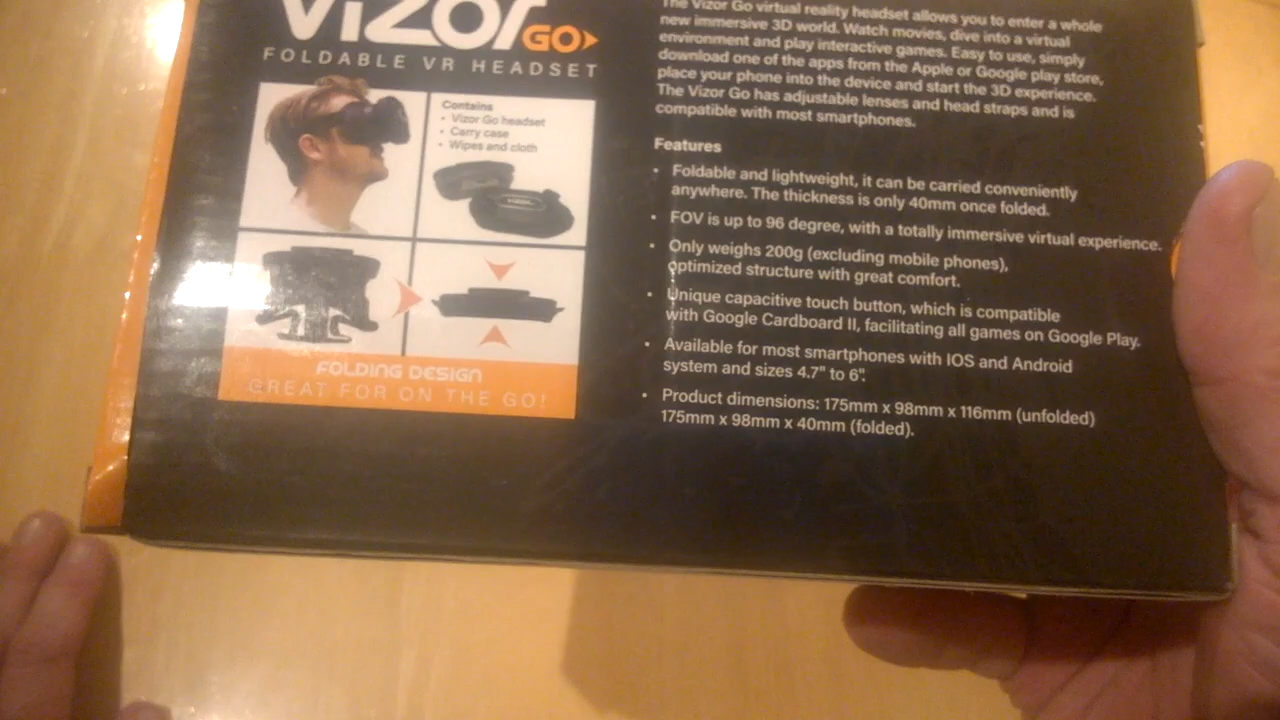 Vizor GO
FOLDABLE VR HEADSET
Contains
• Vizor Go headset
• Carry case
• Wipes and cloth
VIZOR
FOLDING DESIGN
GREAT FOR ON THE GO!
The Vizor Go virtual reality headset allows you to enter a whole
new immersive 3D world. Watch movies, dive into a virtual
environment and play interactive games. Easy to use, simply
download one of the apps from the Apple or Google play store,
place your phone into the device and start the 3D experience.
The Vizor Go has adjustable lenses and head straps and is
compatible with most smartphones.
Features
• Foldable and lightweight, it can be carried conveniently
anywhere. The thickness is only 40mm once folded.
• FOV is up to 96 degree, with a totally immersive virtual experience.
• Only weighs 200g (excluding mobile phones),
optimized structure with great comfort.
• Unique capacitive touch button, which is compatible
with Google Cardboard II, facilitating all games on Google Play.
• Available for most smartphones with IOS and Android
system and sizes 4.7" to 6".
• Product dimensions: 175mm x 98mm x 116mm (unfolded)
175mm x 98mm x 40mm (folded).